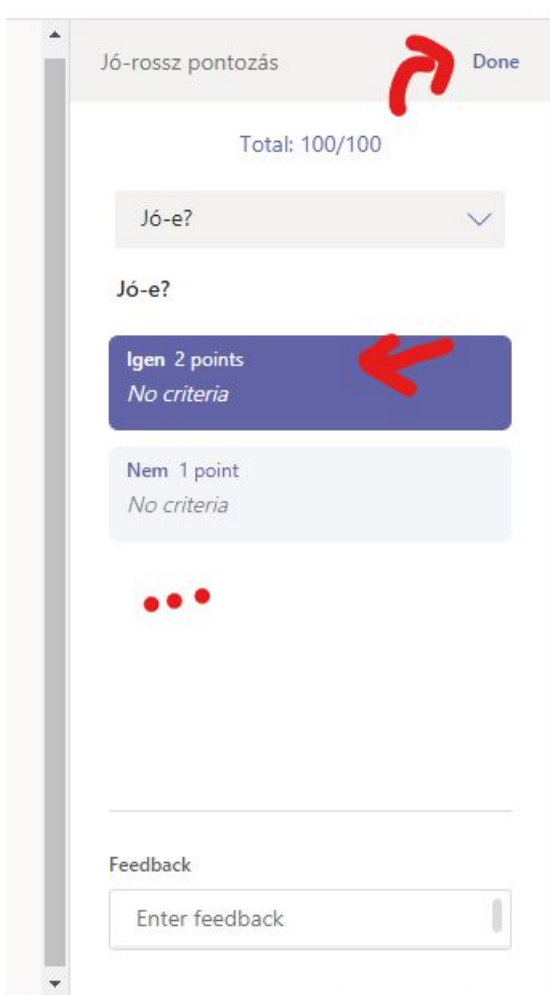 Jó-rossz pontozás Done
Total: 100/100
Jó-e?
Jó-e?
Igen 2 points
No criteria
Nem 1 point
No criteria
...
Feedback
Enter feedback